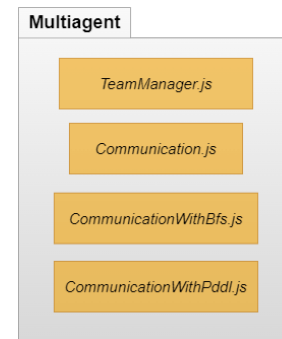 Multiagent
TeamManager.js
Communication.js
CommunicationWithBfs.js
CommunicationWithPddl.js